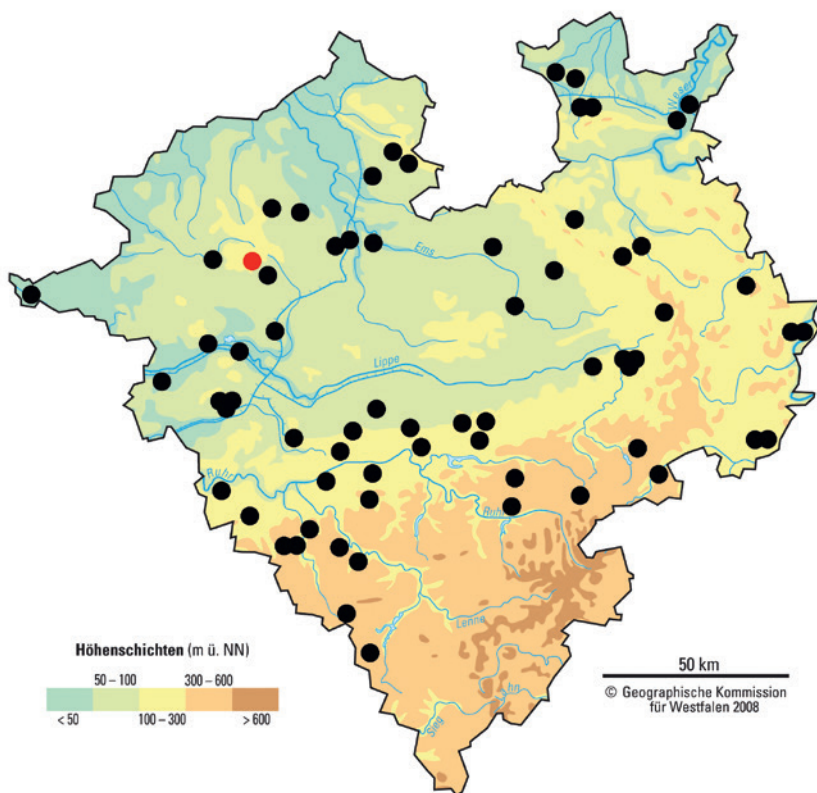 Weser
Ems
Lippe
Ruhr
Ruhr
Lenne
Höhenschichten (m ü. NN)
50 – 100 300 – 600
< 50 100 – 300 > 600
50 km
© Geographische Kommission
für Westfalen 2008
Sieg